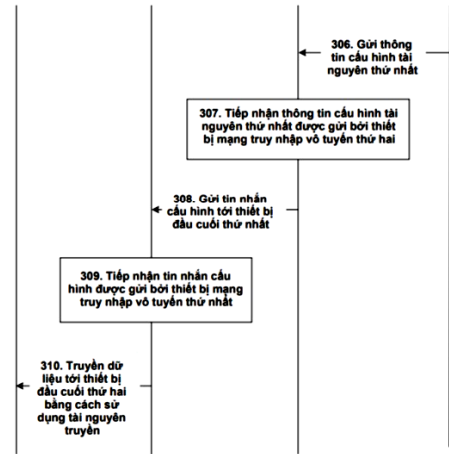 306. Gửi thông
tin cấu hình tài
nguyên thứ nhất
307. Tiếp nhận thông tin cấu hình tài
nguyên thứ nhất được gửi bởi thiết
bị mạng truy nhập vô tuyến thứ hai
308. Gửi tin nhắn
cấu hình tới thiết bị
đầu cuối thứ nhất
309. Tiếp nhận tin nhắn cấu
hình được gửi bởi thiết bị mạng
truy nhập vô tuyến thứ nhất
310. Truyền dữ
liệu tới thiết bị
đầu cuối thứ hai
bằng cách sử
dụng tài nguyên
truyền